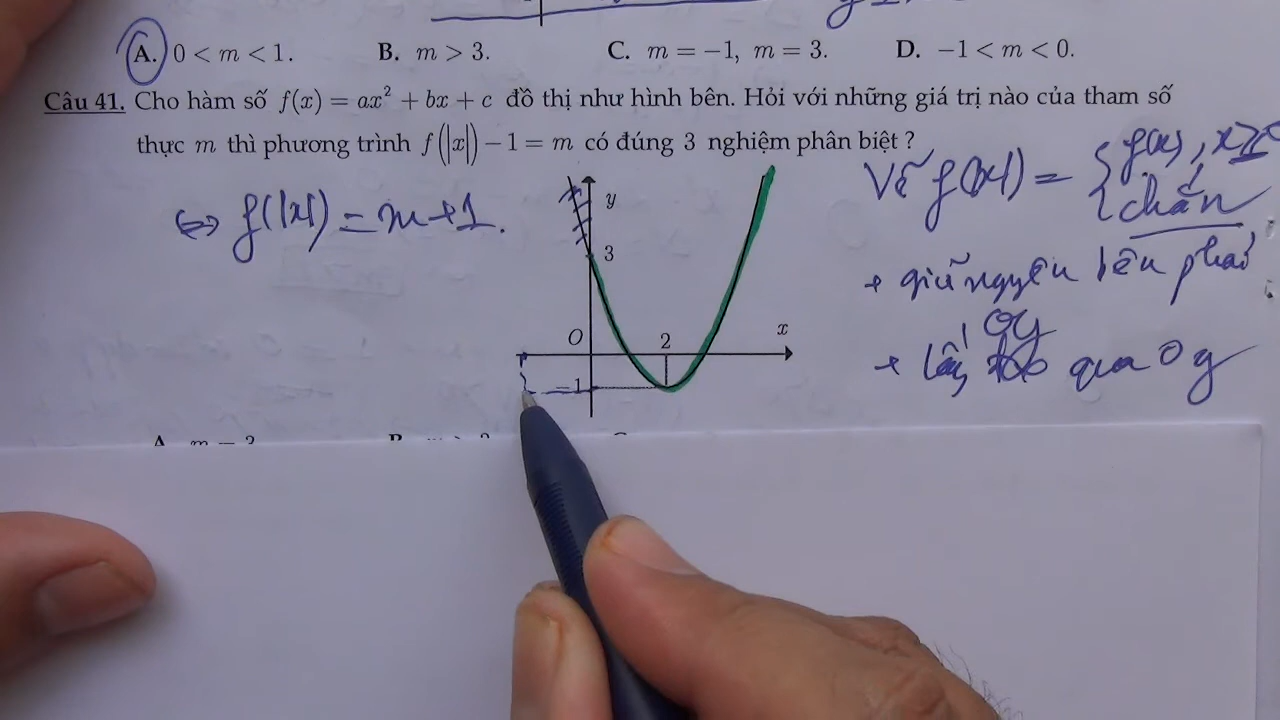 A. 0 < m < 1. B. m > 3. C. m = −1, m = 3. D. −1 < m < 0.
Câu 41. Cho hàm số f(x) = ax² + bx + c đồ thị như hình bên. Hỏi với những giá trị nào của tham số
thực m thì phương trình f(|x|) − 1 = m có đúng 3 nghiệm phân biệt ?
⇔ f(|x|) = m+1.
Vẽ f(|x|) = { f(x), x≥0
chẵn
+ giữ nguyên bên phải
Oy
+ lấy qua Oy
y
3
O
2
x
−1